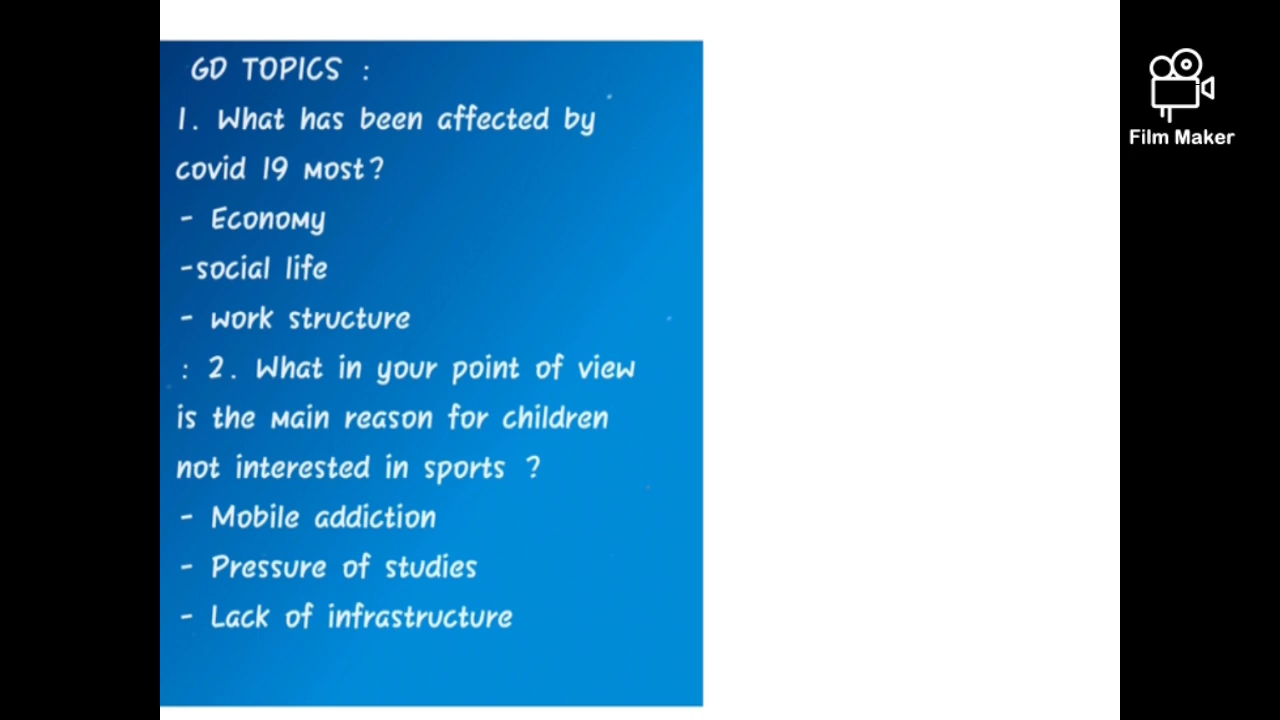 GD TOPICS :
1. What has been affected by
covid 19 most?
- Economy
-social life
- work structure
: 2. What in your point of view
is the main reason for children
not interested in sports ?
- Mobile addiction
- Pressure of studies
- Lack of infrastructure
Film Maker